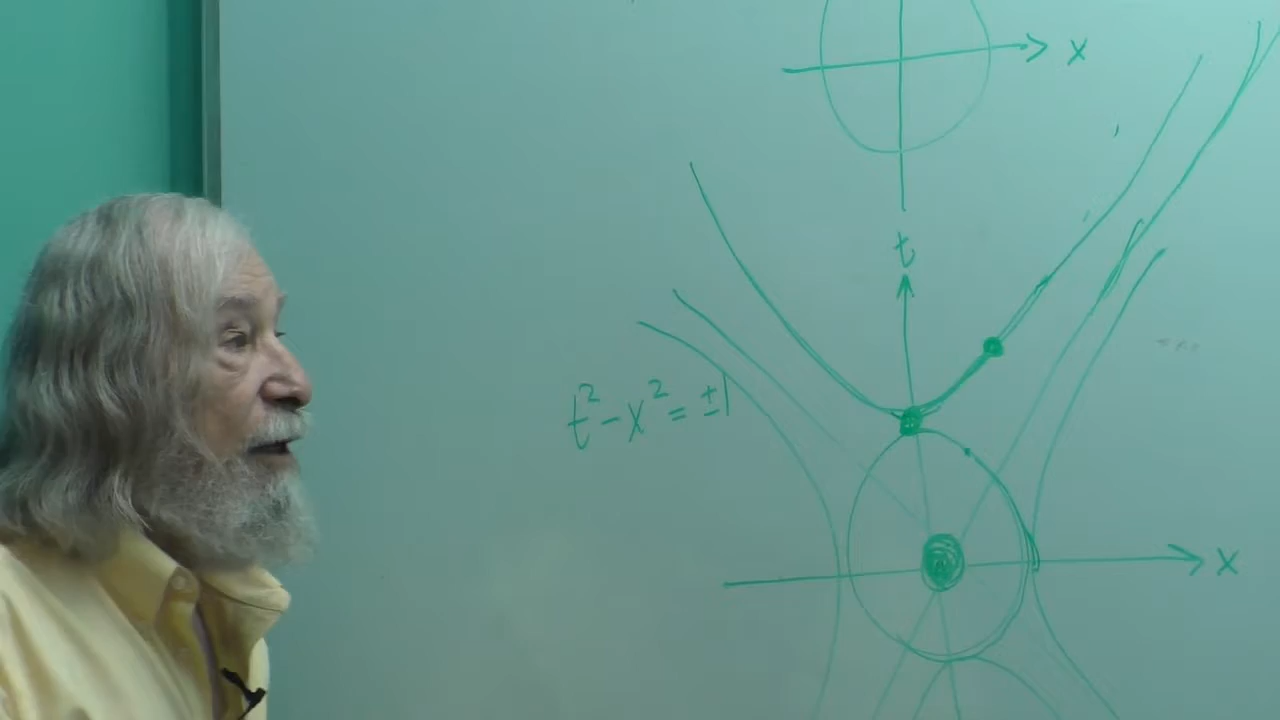 x
t
t² - x² = ±1
x